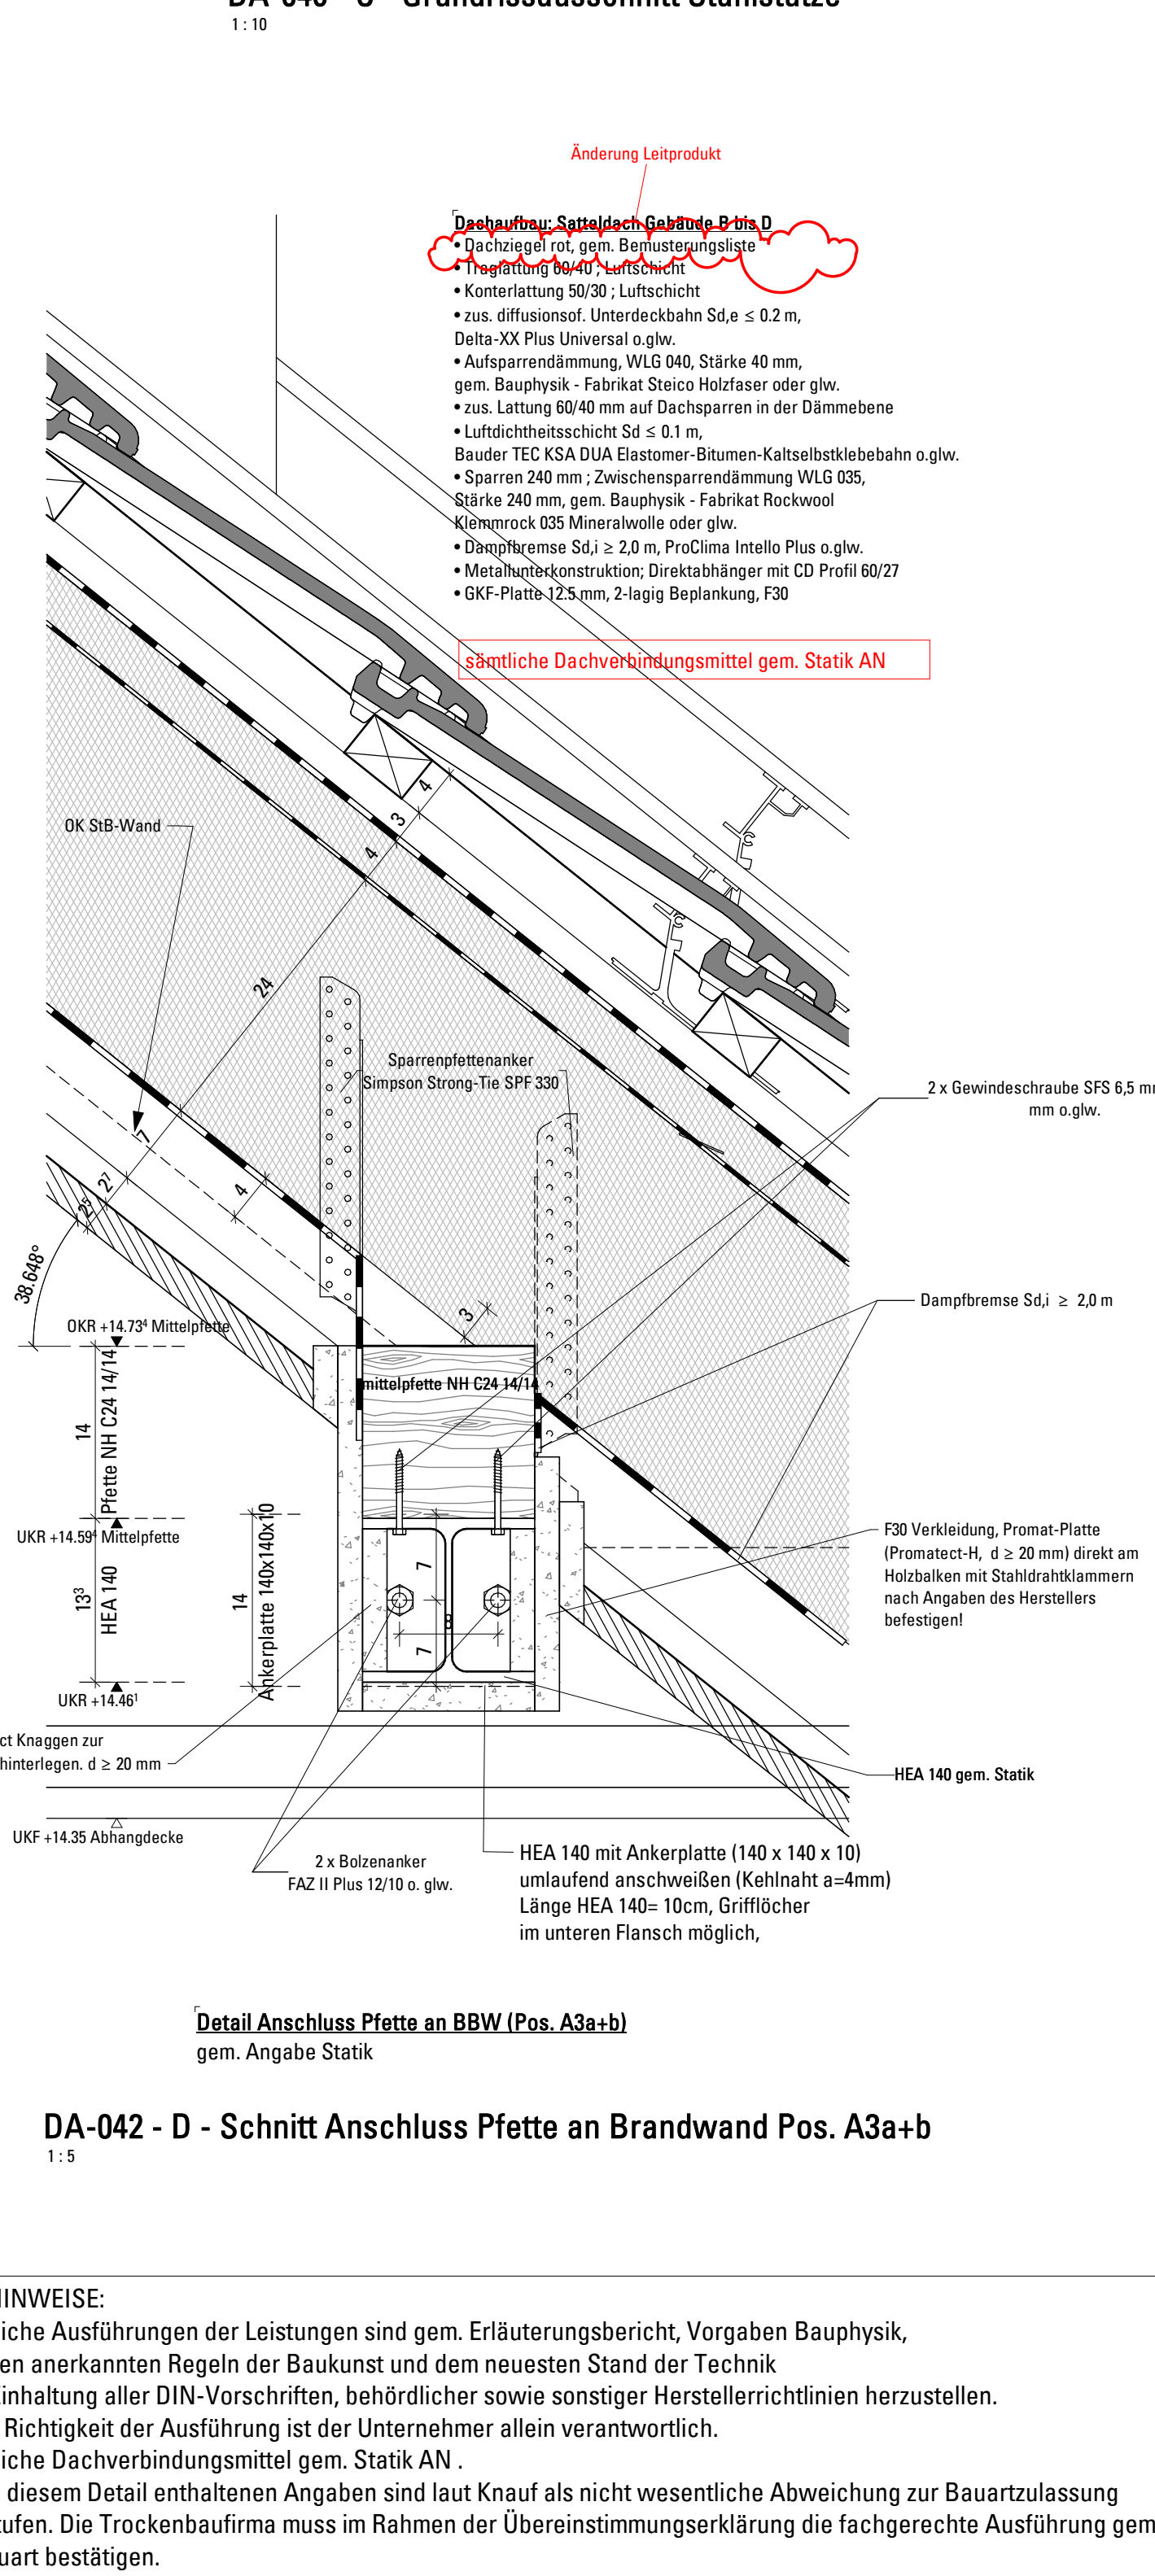 1 : 10
Änderung Leitprodukt
Dachaufbau: Satteldach Gebäude B bis D
• Dachziegel rot, gem. Bemusterungsliste
• Traglattung 60/40 ; Luftschicht
• Konterlattung 50/30 ; Luftschicht
• zus. diffusionsof. Unterdeckbahn Sd,e ≤ 0.2 m,
Delta-XX Plus Universal o.glw.
• Aufsparrendämmung, WLG 040, Stärke 40 mm,
gem. Bauphysik - Fabrikat Steico Holzfaser oder glw.
• zus. Lattung 60/40 mm auf Dachsparren in der Dämmebene
• Luftdichtheitsschicht Sd ≤ 0.1 m,
Bauder TEC KSA DUA Elastomer-Bitumen-Kaltselbstklebebahn o.glw.
• Sparren 240 mm ; Zwischensparrendämmung WLG 035,
Stärke 240 mm, gem. Bauphysik - Fabrikat Rockwool
Klemmrock 035 Mineralwolle oder glw.
• Dampfbremse Sd,i ≥ 2,0 m, ProClima Intello Plus o.glw.
• Metallunterkonstruktion; Direktabhänger mit CD Profil 60/27
• GKF-Platte 12.5 mm, 2-lagig Beplankung, F30
sämtliche Dachverbindungsmittel gem. Statik AN
4
3
4
OK StB-Wand
24
Sparrenpfettenanker
Simpson Strong-Tie SPF 330
2 x Gewindeschraube SFS 6,5
mm o.glw.
7
2⁷
2⁵
4
38.648°
Dampfbremse Sd,i ≥ 2,0 m
3
OKR +14.73⁴ Mittelpfette
mittelpfette NH C24 14/14
14
Pfette NH C24 14/14
UKR +14.59⁴ Mittelpfette
F30 Verkleidung, Promat-Platte
(Promatect-H, d ≥ 20 mm) direkt am
Holzbalken mit Stahldrahtklammern
nach Angaben des Herstellers
befestigen!
13³
HEA 140
14
Ankerplatte 140x140x10
7
8
7
UKR +14.46¹
Knaggen zur
hinterlegen. d ≥ 20 mm
HEA 140 gem. Statik
UKF +14.35 Abhangdecke
2 x Bolzenanker
FAZ II Plus 12/10 o. glw.
HEA 140 mit Ankerplatte (140 x 140 x 10)
umlaufend anschweißen (Kehlnaht a=4mm)
Länge HEA 140= 10cm, Grifflöcher
im unteren Flansch möglich,
Detail Anschluss Pfette an BBW (Pos. A3a+b)
gem. Angabe Statik
DA-042 - D - Schnitt Anschluss Pfette an Brandwand Pos. A3a+b
1 : 5
HINWEISE:
liche Ausführungen der Leistungen sind gem. Erläuterungsbericht, Vorgaben Bauphysik,
en anerkannten Regeln der Baukunst und dem neuesten Stand der Technik
Einhaltung aller DIN-Vorschriften, behördlicher sowie sonstiger Herstellerrichtlinien herzustellen.
Richtigkeit der Ausführung ist der Unternehmer allein verantwortlich.
liche Dachverbindungsmittel gem. Statik AN .
diesem Detail enthaltenen Angaben sind laut Knauf als nicht wesentliche Abweichung zur Bauartzulassung
tufen. Die Trockenbaufirma muss im Rahmen der Übereinstimmungserklärung die fachgerechte Ausführung gem
uart bestätigen.